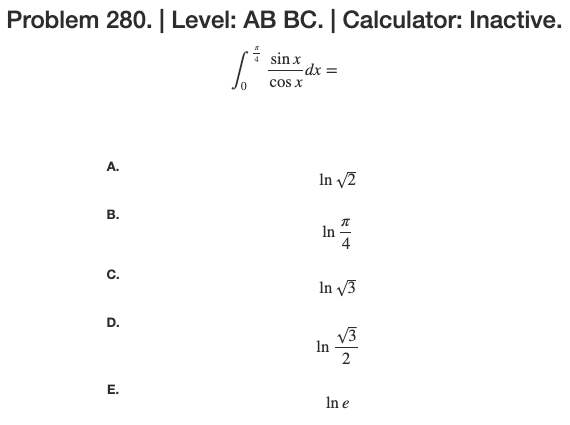 Problem 280. | Level: AB BC. | Calculator: Inactive.
∫₀^(π/4) (sin x)/(cos x) dx =
A. ln √2
B. ln π/4
C. ln √3
D. ln √3/2
E. ln e